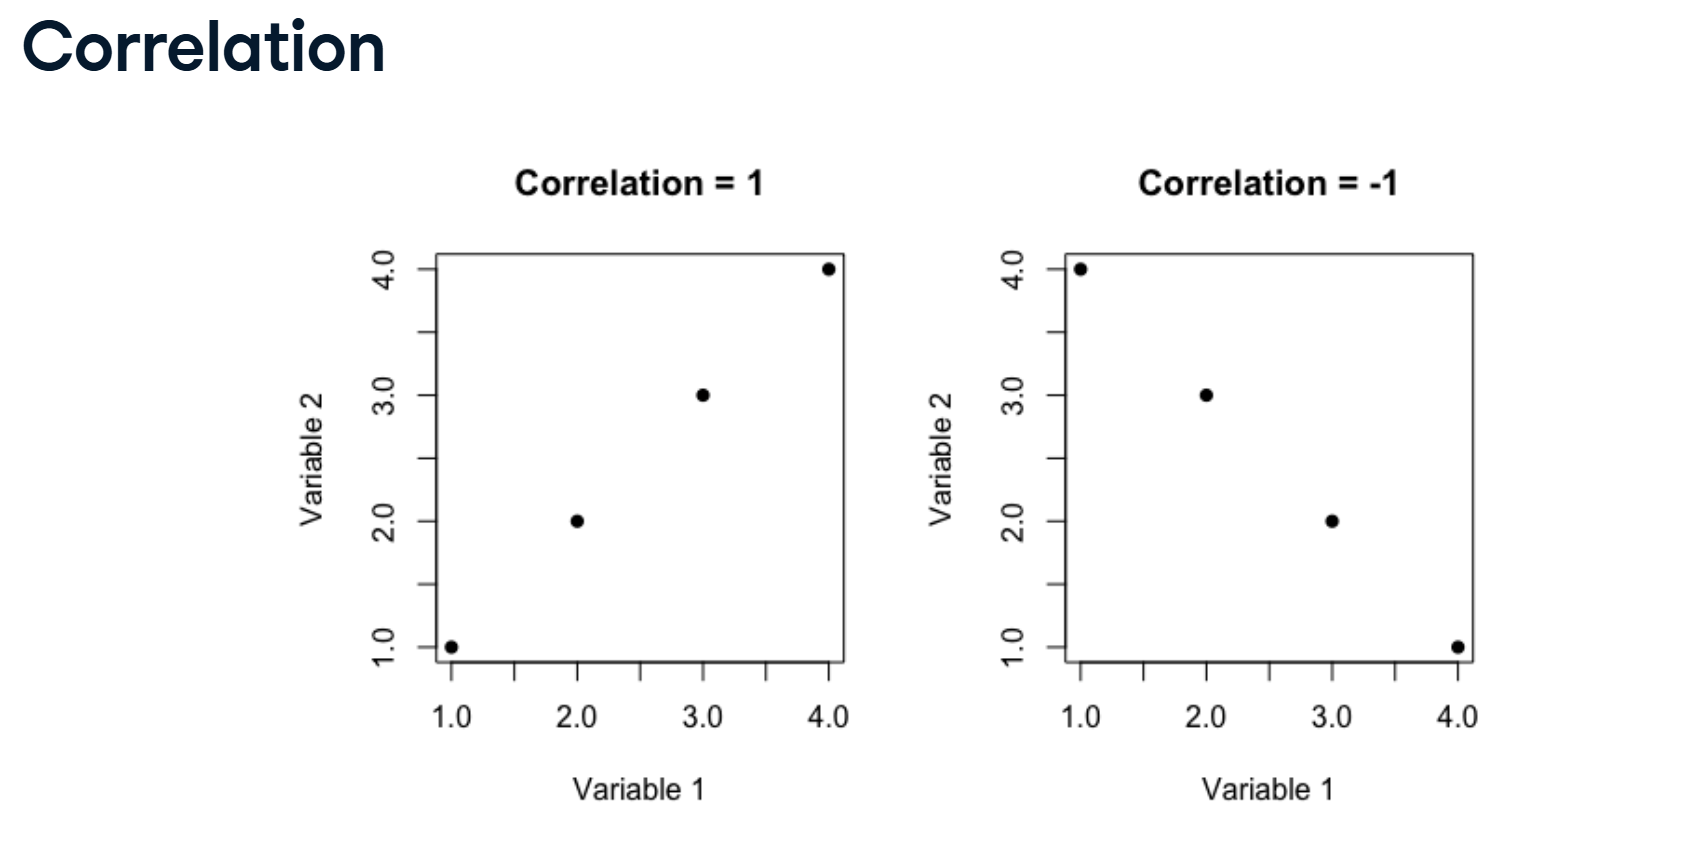 Correlation
Correlation = 1
4.0
3.0
2.0
1.0
Variable 2
1.0 2.0 3.0 4.0
Variable 1
Correlation = -1
4.0
3.0
2.0
1.0
Variable 2
1.0 2.0 3.0 4.0
Variable 1